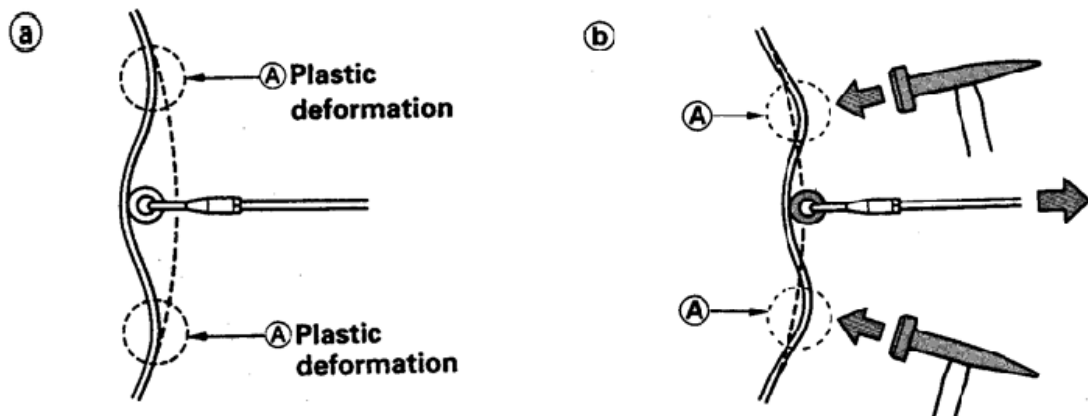 ⓐ
Ⓐ Plastic
deformation
Ⓐ Plastic
deformation
ⓑ
Ⓐ
Ⓐ